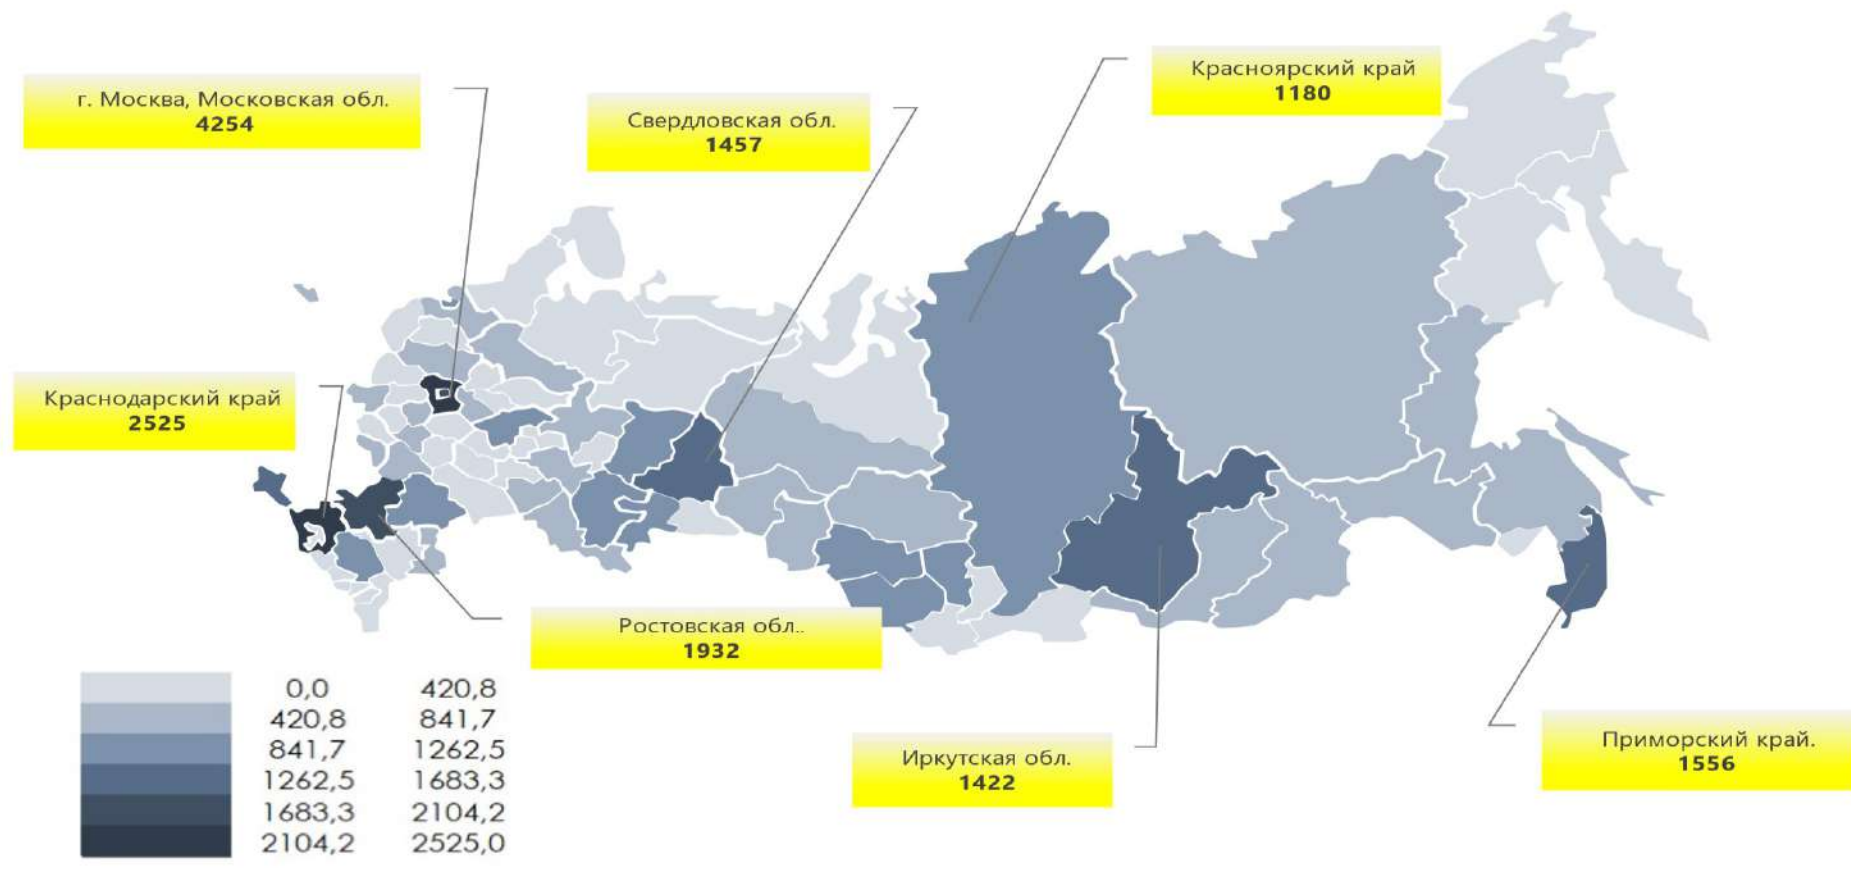 Красноярский край
1180
г. Москва, Московская обл.
4254
Свердловская обл.
1457
Краснодарский край
2525
Ростовская обл..
1932
Иркутская обл.
1422
Приморский край.
1556
0,0 420,8
420,8 841,7
841,7 1262,5
1262,5 1683,3
1683,3 2104,2
2104,2 2525,0